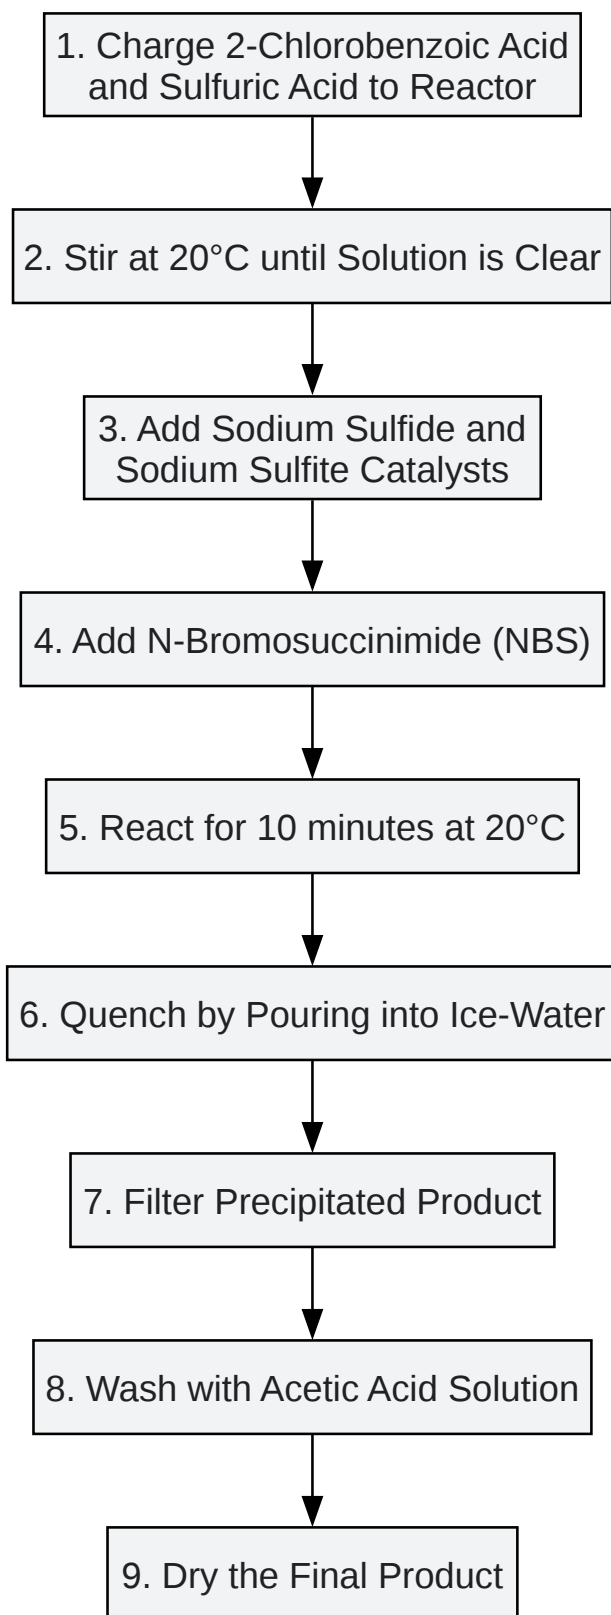 1. Charge 2-Chlorobenzoic Acid
and Sulfuric Acid to Reactor
2. Stir at 20°C until Solution is Clear
3. Add Sodium Sulfide and
Sodium Sulfite Catalysts
4. Add N-Bromosuccinimide (NBS)
5. React for 10 minutes at 20°C
6. Quench by Pouring into Ice-Water
7. Filter Precipitated Product
8. Wash with Acetic Acid Solution
9. Dry the Final Product